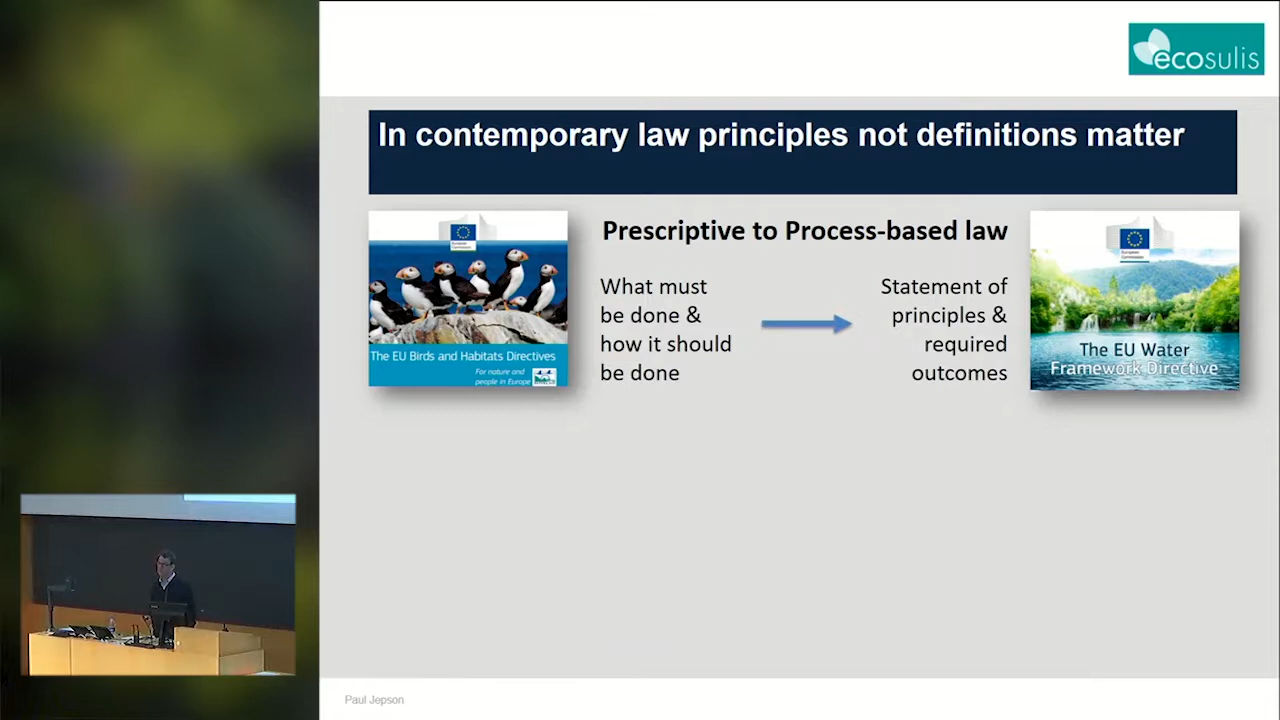 ecosulis
In contemporary law principles not definitions matter
Prescriptive to Process-based law
European
Commission
The EU Birds and Habitats Directives
For nature and
people in Europe
What must
be done &
how it should
be done
Statement of
principles &
required
outcomes
European
Commission
The EU Water
Framework Directive
Paul Jepson